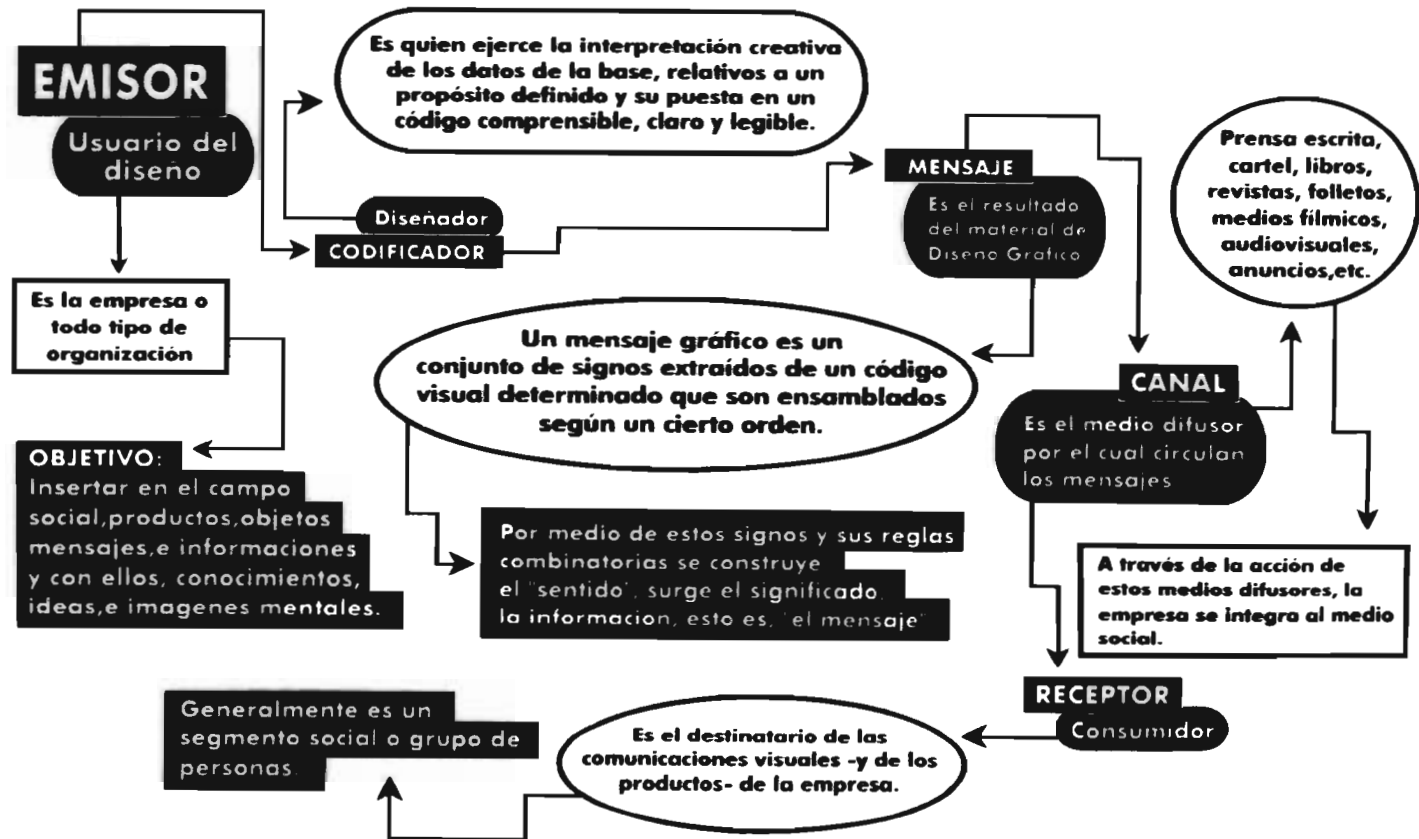 EMISOR
Usuario del
diseño
Es la empresa o
todo tipo de
organización
OBJETIVO:
Insertar en el campo
social,productos,objetos
mensajes,e informaciones
y con ellos, conocimientos,
ideas,e imagenes mentales.
Es quien ejerce la interpretación creativa
de los datos de la base, relativos a un
propósito definido y su puesta en un
código comprensible, claro y legible.
Diseñador
CODIFICADOR
MENSAJE
Es el resultado
del material de
Diseno Grafico
Un mensaje gráfico es un
conjunto de signos extraídos de un código
visual determinado que son ensamblados
según un cierto orden.
Por medio de estos signos y sus reglas
combinatorias se construye
el "sentido", surge el significado,
la informacion, esto es, "el mensaje"
CANAL
Es el medio difusor
por el cual circulan
los mensajes
Prensa escrita,
cartel, libros,
revistas, folletos,
medios fílmicos,
audiovisuales,
anuncios,etc.
A través de la acción de
estos medios difusores, la
empresa se integra al medio
social.
RECEPTOR
Consumidor
Es el destinatario de las
comunicaciones visuales -y de los
productos- de la empresa.
Generalmente es un
segmento social o grupo de
personas.